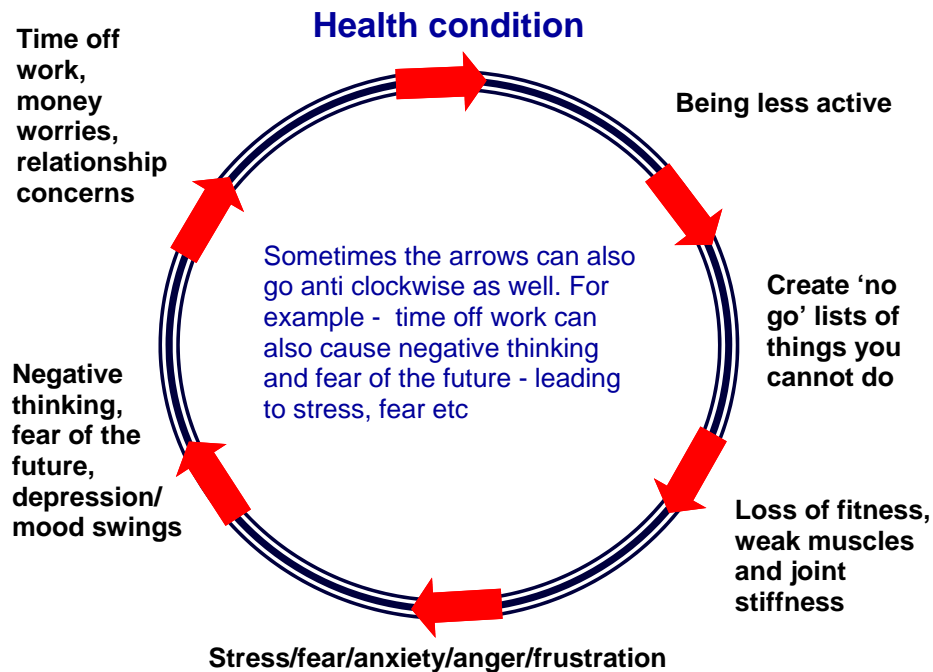 Health condition
Being less active
Create ‘no
go’ lists of
things you
cannot do
Loss of fitness,
weak muscles
and joint
stiffness
Stress/fear/anxiety/anger/frustration
Negative
thinking,
fear of the
future,
depression/
mood swings
Time off
work,
money
worries,
relationship
concerns
Sometimes the arrows can also
go anti clockwise as well. For
example - time off work can
also cause negative thinking
and fear of the future - leading
to stress, fear etc